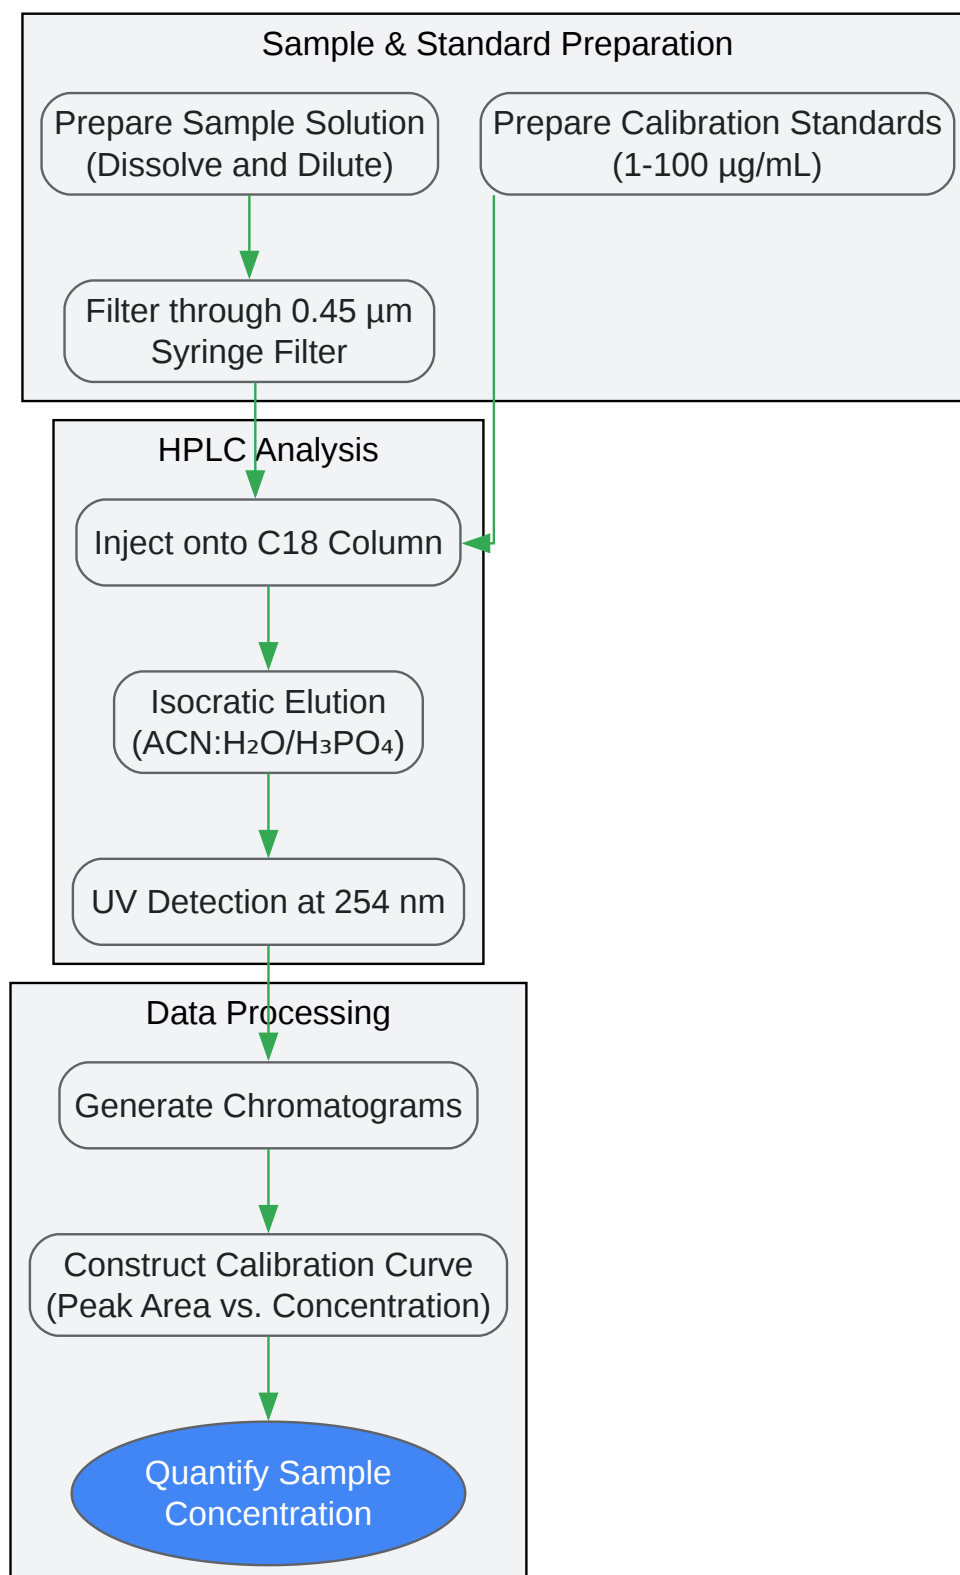 Sample & Standard Preparation
Prepare Sample Solution
(Dissolve and Dilute)
Prepare Calibration Standards
(1-100 µg/mL)
Filter through 0.45 µm
Syringe Filter
HPLC Analysis
Inject onto C18 Column
Isocratic Elution
(ACN:H₂O/H₃PO₄)
UV Detection at 254 nm
Data Processing
Generate Chromatograms
Construct Calibration Curve
(Peak Area vs. Concentration)
Quantify Sample
Concentration